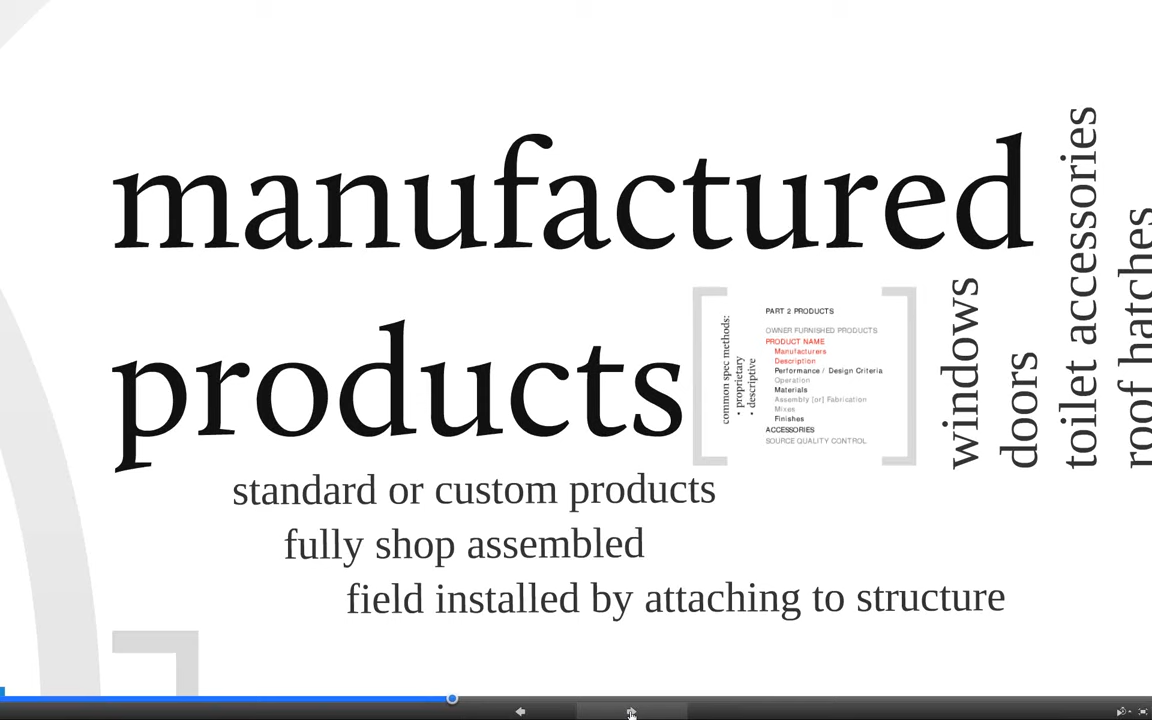 manufactured
products
common spec methods:
• proprietary
• descriptive
PART 2 PRODUCTS
OWNER FURNISHED PRODUCTS
PRODUCT NAME
Manufacturers
Description
Performance / Design Criteria
Operation
Materials
Assembly [or] Fabrication
Mixes
Finishes
ACCESSORIES
SOURCE QUALITY CONTROL
windows
doors
toilet accessories
roof hatches
standard or custom products
fully shop assembled
field installed by attaching to structure